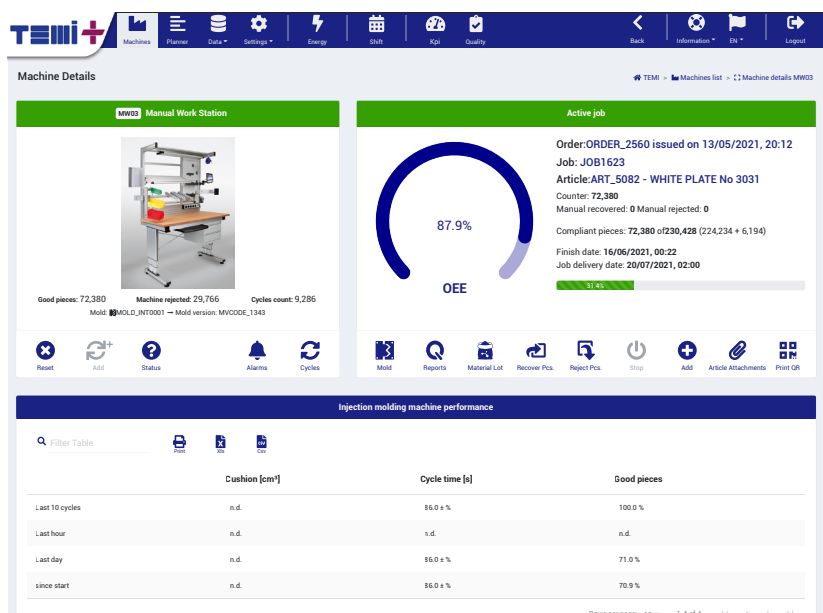 TEMI+
Machines
Planner
Data
Settings
Energy
Shift
Kpi
Quality
Back
Information
EN
Logout
Machine Details
TEMI > Machines list > Machine details MW03
MW03 Manual Work Station
Good pieces: 72,380 Machine rejected: 29,766 Cycles count: 9,286
Mold: MOLD_INT0001 → Mold version: MVCODE_1343
Reset
Add
Status
Alarms
Cycles
Active job
87.9%
OEE
Order:ORDER_2560 issued on 13/05/2021, 20:12
Job: JOB1623
Article:ART_5082 - WHITE PLATE No 3031
Counter: 72,380
Manual recovered: 0 Manual rejected: 0
Compliant pieces: 72,380 of230,428 (224,234 + 6,194)
Finish date: 16/06/2021, 00:22
Job delivery date: 20/07/2021, 02:00
31.4%
Mold
Reports
Material Lot
Recover Pcs.
Reject Pcs.
Stop
Add
Article Attachments
Print QR
Injection molding machine performance
Filter Table
Print
Xls
Csv
Cushion [cm³] Cycle time [s] Good pieces
Last 10 cycles n.d. 36.0 ± % 100.0 %
Last hour n.d. n.d. n.d.
Last day n.d. 36.0 ± % 71.0 %
since start n.d. 36.0 ± % 70.9 %